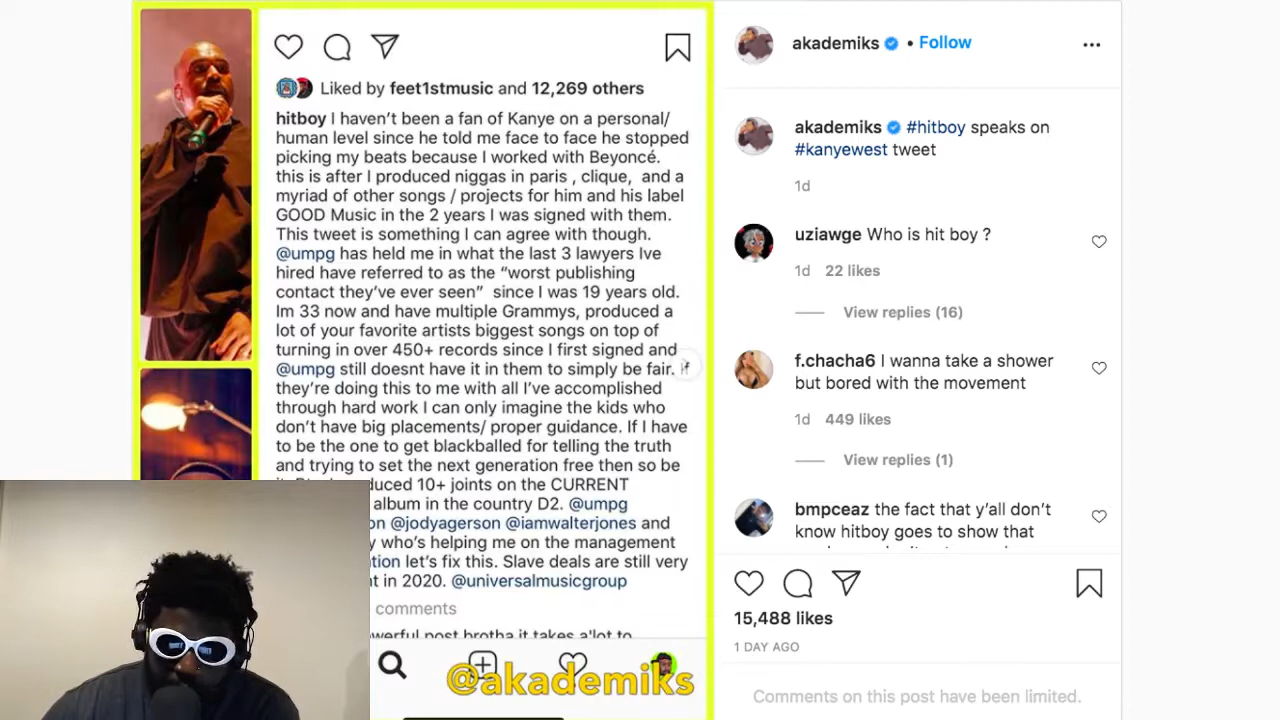 Liked by feet1stmusic and 12,269 others
hitboy I haven’t been a fan of Kanye on a personal/
human level since he told me face to face he stopped
picking my beats because I worked with Beyoncé.
this is after I produced niggas in paris , clique, and a
myriad of other songs / projects for him and his label
GOOD Music in the 2 years I was signed with them.
This tweet is something I can agree with though.
@umpg has held me in what the last 3 lawyers Ive
hired have referred to as the “worst publishing
contact they’ve ever seen” since I was 19 years old.
Im 33 now and have multiple Grammys, produced a
lot of your favorite artists biggest songs on top of
turning in over 450+ records since I first signed and
@umpg still doesnt have it in them to simply be fair. If
they’re doing this to me with all I’ve accomplished
through hard work I can only imagine the kids who
don’t have big placements/ proper guidance. If I have
to be the one to get blackballed for telling the truth
and trying to set the next generation free then so be
10+ joints on the CURRENT
album in the country D2. @umpg
@jodyagerson @iamwalterjones and
who’s helping me on the management
let’s fix this. Slave deals are still very
in 2020. @universalmusicgroup
comments
post brotha it takes a'lot to
@akademiks
akademiks • Follow
akademiks #hitboy speaks on
#kanyewest tweet
1d
uziawge Who is hit boy ?
1d 22 likes
View replies (16)
f.chacha6 I wanna take a shower
but bored with the movement
1d 449 likes
View replies (1)
bmpceaz the fact that y’all don’t
know hitboy goes to show that
15,488 likes
1 DAY AGO
Comments on this post have been limited.